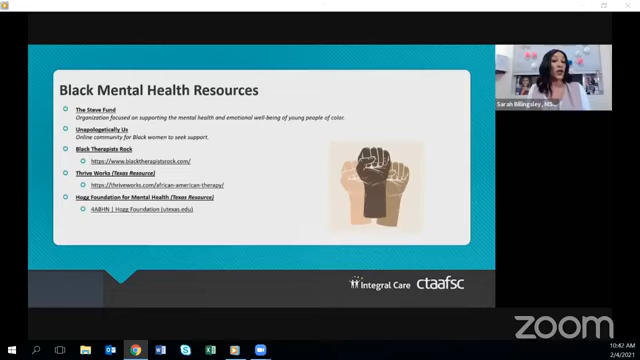 Black Mental Health Resources
The Steve Fund
Organization focused on supporting the mental health and emotional well-being of young people of color.
Unapologetically Us
Online community for Black women to seek support.
Black Therapists Rock
https://www.blacktherapistsrock.com/
Thrive Works (Texas Resource)
https://thriveworks.com/african-american-therapy/
Hogg Foundation for Mental Health (Texas Resource)
4ABHN | Hogg Foundation (utexas.edu)
Integral Care ctaafsc
Sarah Billingsley, NS...
zoom
10:42 AM
2/4/2021